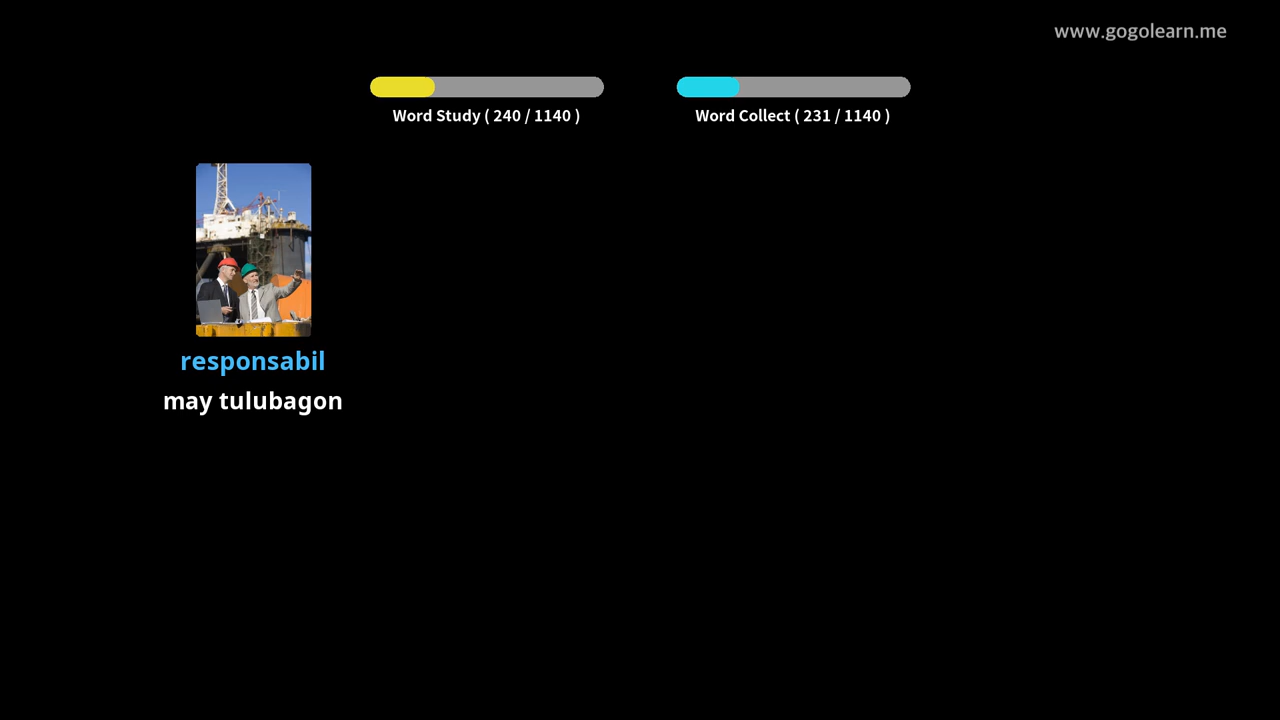 www.gogolearn.me
Word Study ( 240 / 1140 )
Word Collect ( 231 / 1140 )
responsabil
may tulubagon